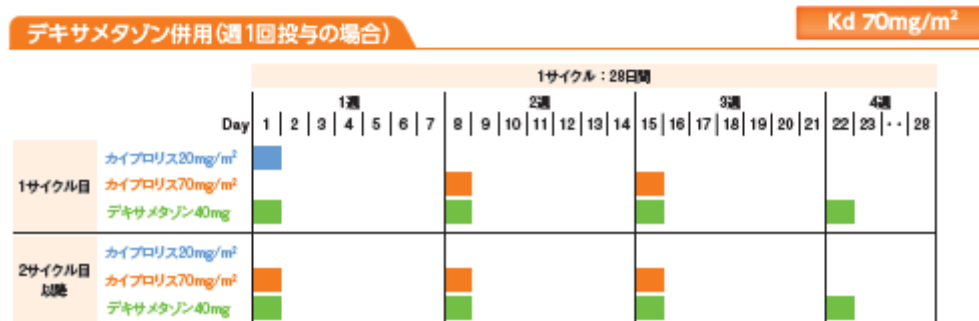 デキサメタゾン併用(週1回投与の場合)
Kd 70mg/m²
1サイクル:28日間
1週 2週 3週 4週
Day 1 2 3 4 5 6 7 8 9 10 11 12 13 14 15 16 17 18 19 20 21 22 23 ‥ 28
1サイクル目
カイプロリス20mg/m²
カイプロリス70mg/m²
デキサメタゾン40mg
2サイクル目
以降
カイプロリス20mg/m²
カイプロリス70mg/m²
デキサメタゾン40mg